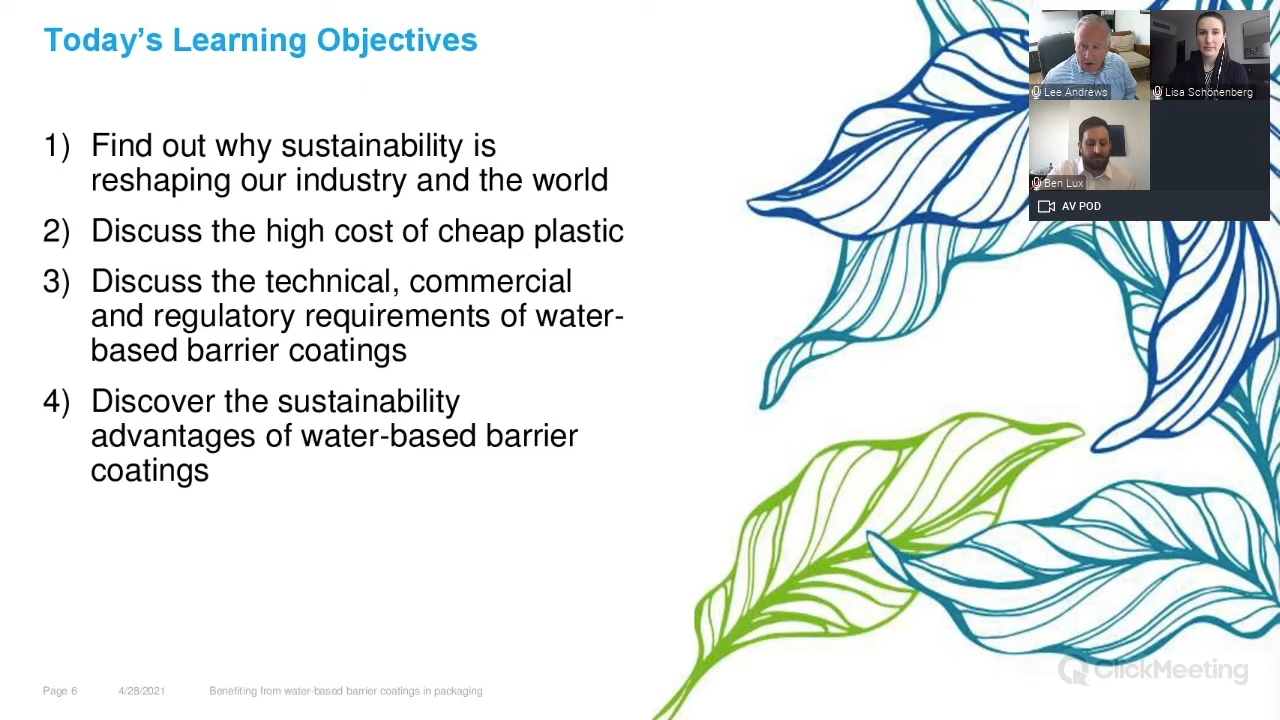 Today’s Learning Objectives
1) Find out why sustainability is
reshaping our industry and the world
2) Discuss the high cost of cheap plastic
3) Discuss the technical, commercial
and regulatory requirements of water-
based barrier coatings
4) Discover the sustainability
advantages of water-based barrier
coatings
Page 6 4/28/2021 Benefiting from water-based barrier coatings in packaging
Lee Andrews
Lisa Schönenberg
Ben Lux
AV POD
ClickMeeting